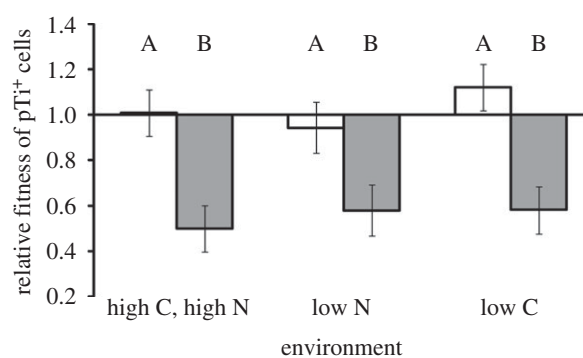 relative fitness of pTi⁺ cells
1.4
1.2
1.0
0.8
0.6
0.4
0.2
A B A B A B
high C, high N low N low C
environment